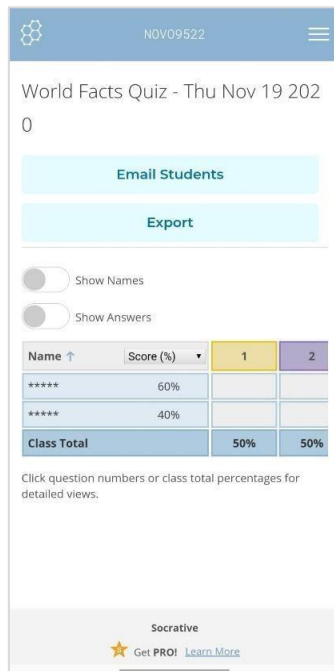 NOVO9522
World Facts Quiz - Thu Nov 19 202
0
Email Students
Export
Show Names
Show Answers
Name ↑ Score (%) ▾ 1 2
***** 60%
***** 40%
Class Total 50% 50%
Click question numbers or class total percentages for
detailed views.
Socrative
Get PRO! Learn More